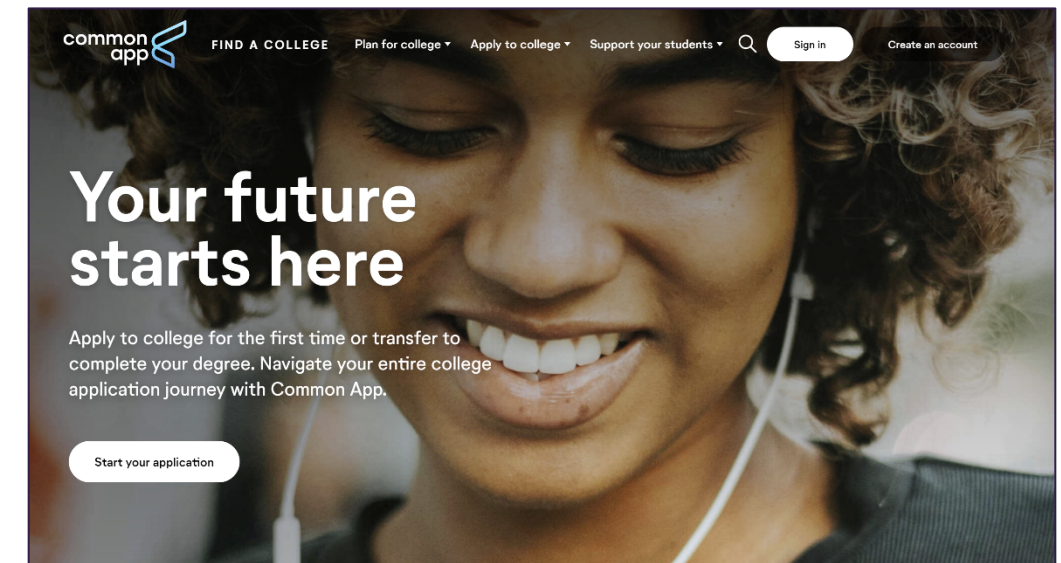 common
app
FIND A COLLEGE
Plan for college
Apply to college
Support your students
Sign in
Create an account
Your future
starts here
Apply to college for the first time or transfer to
complete your degree. Navigate your entire college
application journey with Common App.
Start your application